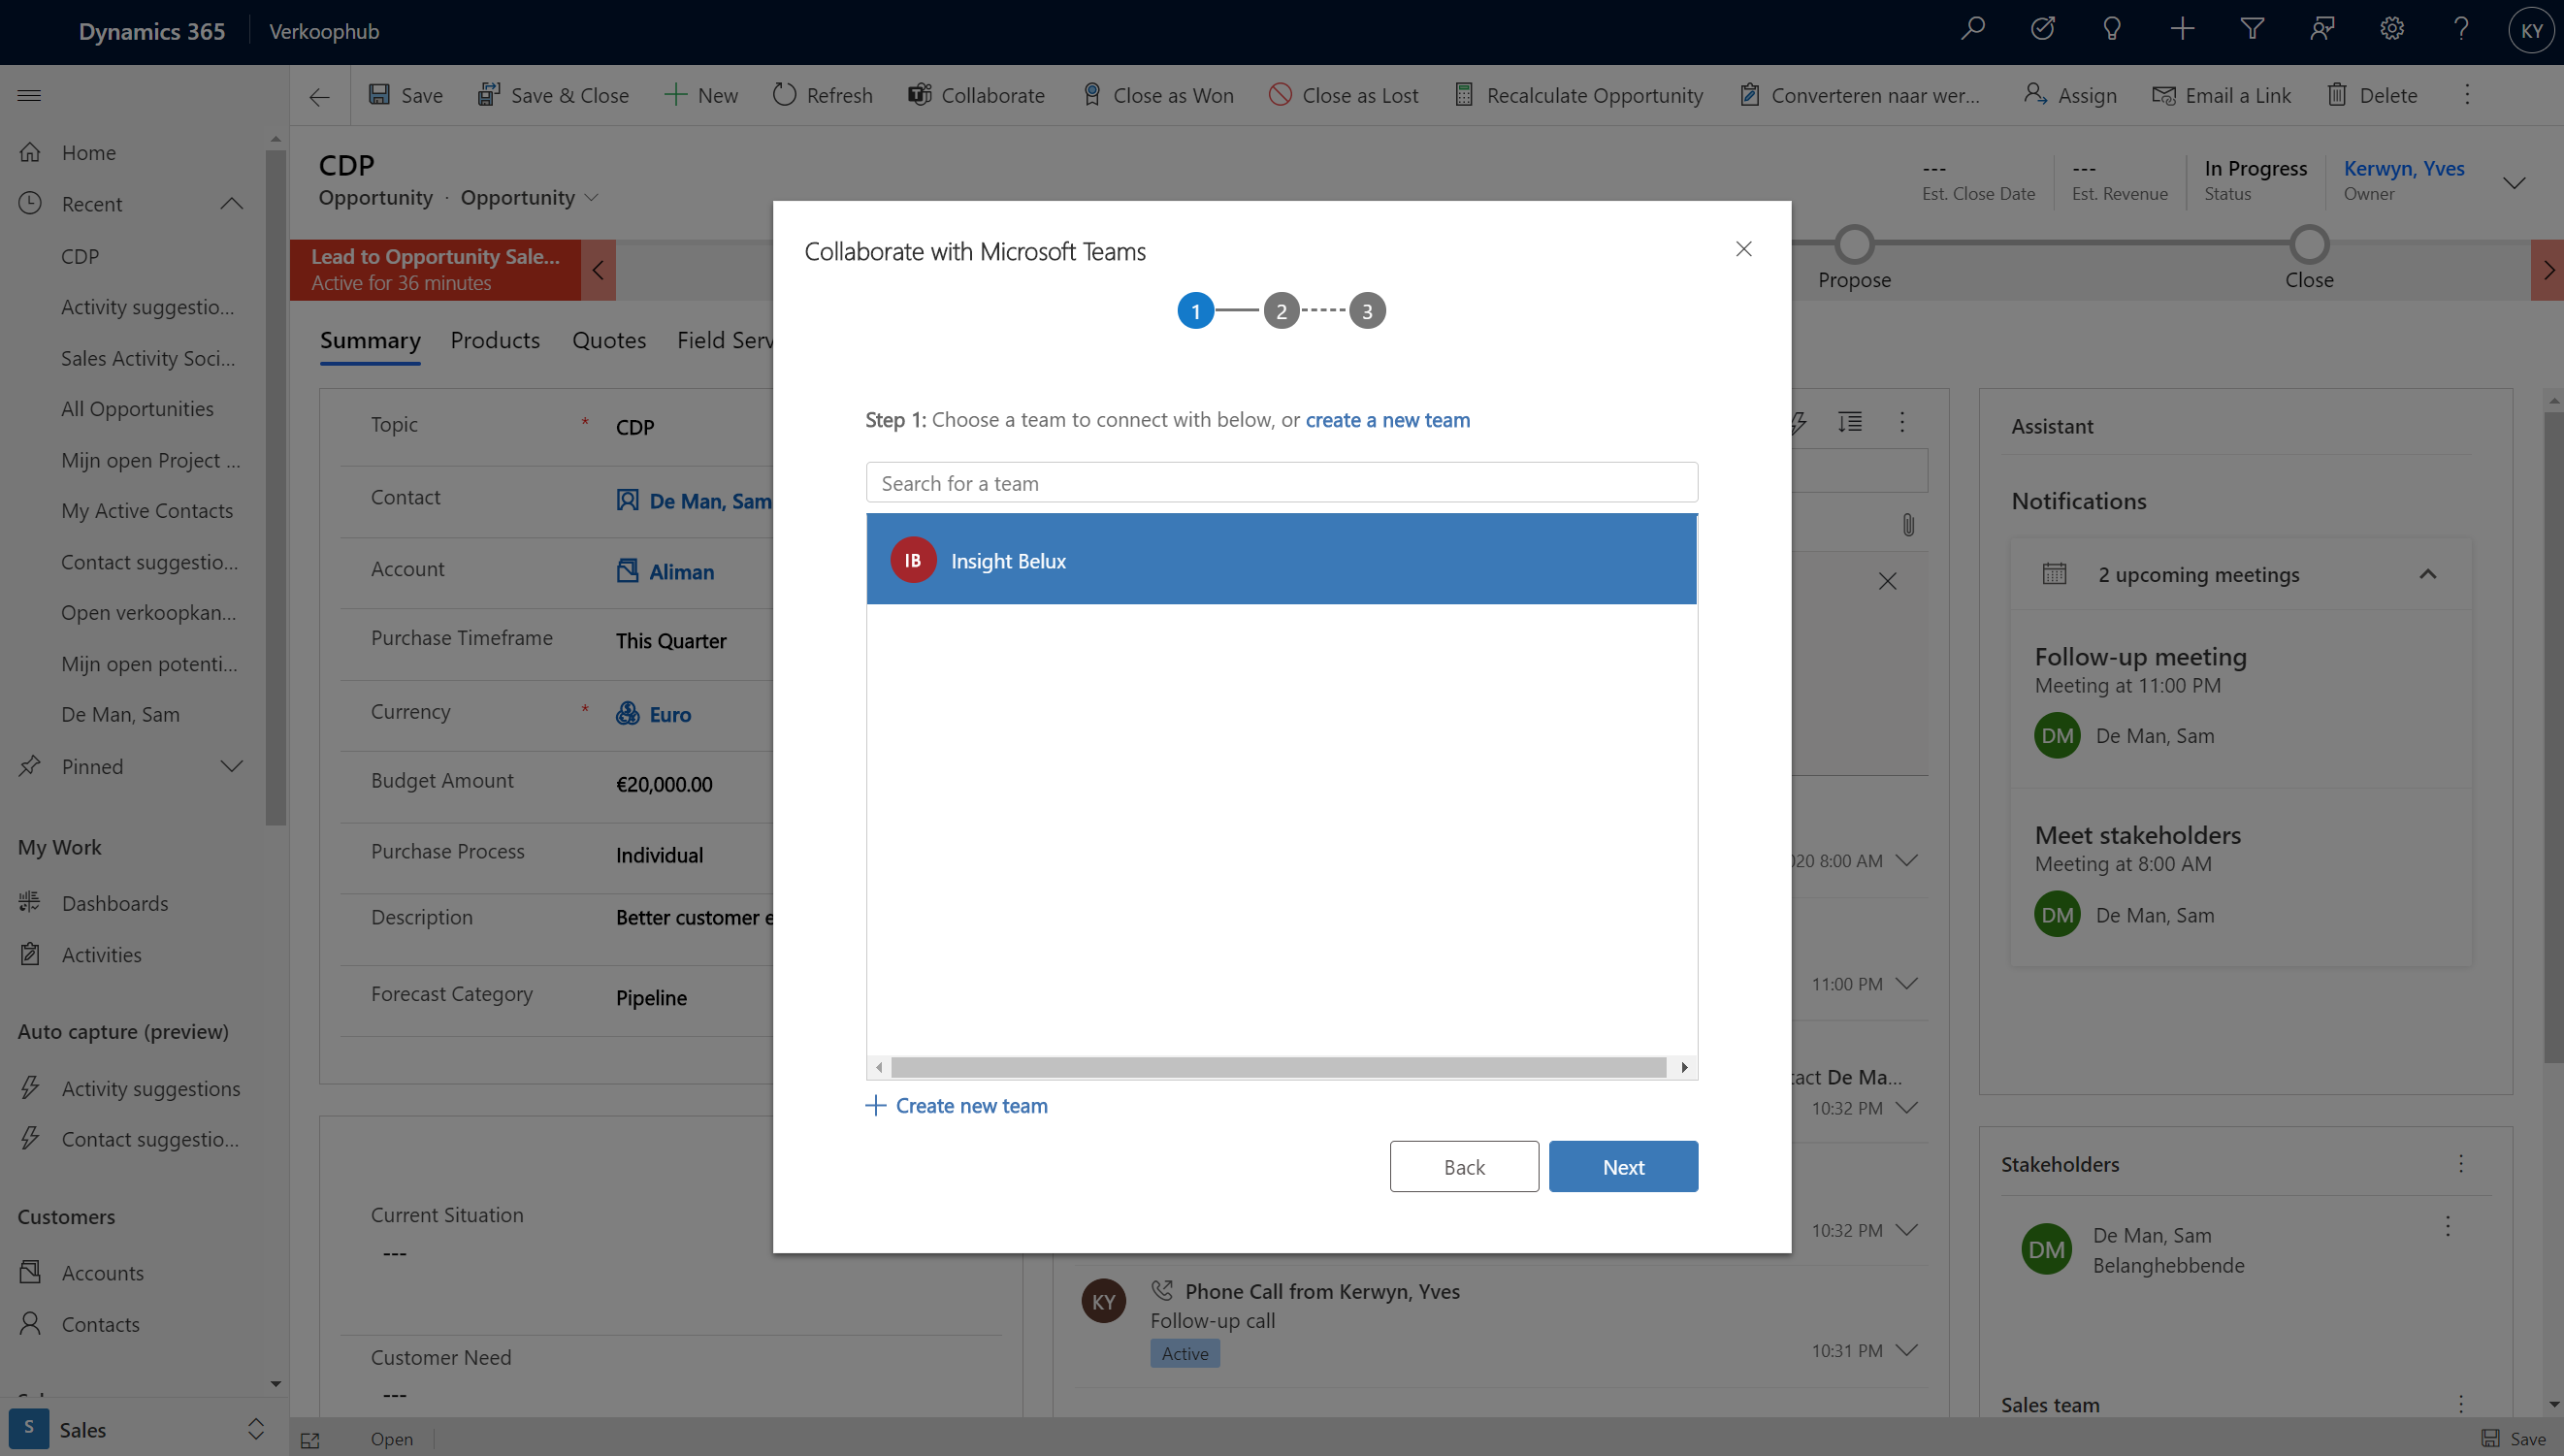 Dynamics 365
Verkoophub
KY
Save
Save & Close
New
Refresh
Collaborate
Close as Won
Close as Lost
Recalculate Opportunity
Converteren naar wer...
Assign
Email a Link
Delete
Home
Recent
CDP
Activity suggestio...
Sales Activity Soci...
All Opportunities
Mijn open Project ...
My Active Contacts
Contact suggestio...
Open verkoopkan...
Mijn open potenti...
De Man, Sam
Pinned
My Work
Dashboards
Activities
Auto capture (preview)
Activity suggestions
Contact suggestio...
Customers
Accounts
Contacts
S
Sales
CDP
Opportunity · Opportunity
---
Est. Close Date
---
Est. Revenue
In Progress
Status
Kerwyn, Yves
Owner
Lead to Opportunity Sale...
Active for 36 minutes
Propose
Close
Summary
Products
Quotes
Field Serv
Topic
*
CDP
Contact
De Man, Sam
Account
Aliman
Purchase Timeframe
This Quarter
Currency
*
Euro
Budget Amount
€20,000.00
Purchase Process
Individual
Description
Better customer e
Forecast Category
Pipeline
Current Situation
---
Customer Need
---
Collaborate with Microsoft Teams
1
2
3
Step 1: Choose a team to connect with below, or create a new team
Search for a team
IB
Insight Belux
Create new team
Back
Next
020 8:00 AM
11:00 PM
tact De Ma...
10:32 PM
10:32 PM
KY
Phone Call from Kerwyn, Yves
Follow-up call
Active
10:31 PM
Assistant
Notifications
2 upcoming meetings
Follow-up meeting
Meeting at 11:00 PM
DM
De Man, Sam
Meet stakeholders
Meeting at 8:00 AM
DM
De Man, Sam
Stakeholders
DM
De Man, Sam
Belanghebbende
Sales team
Open
Save